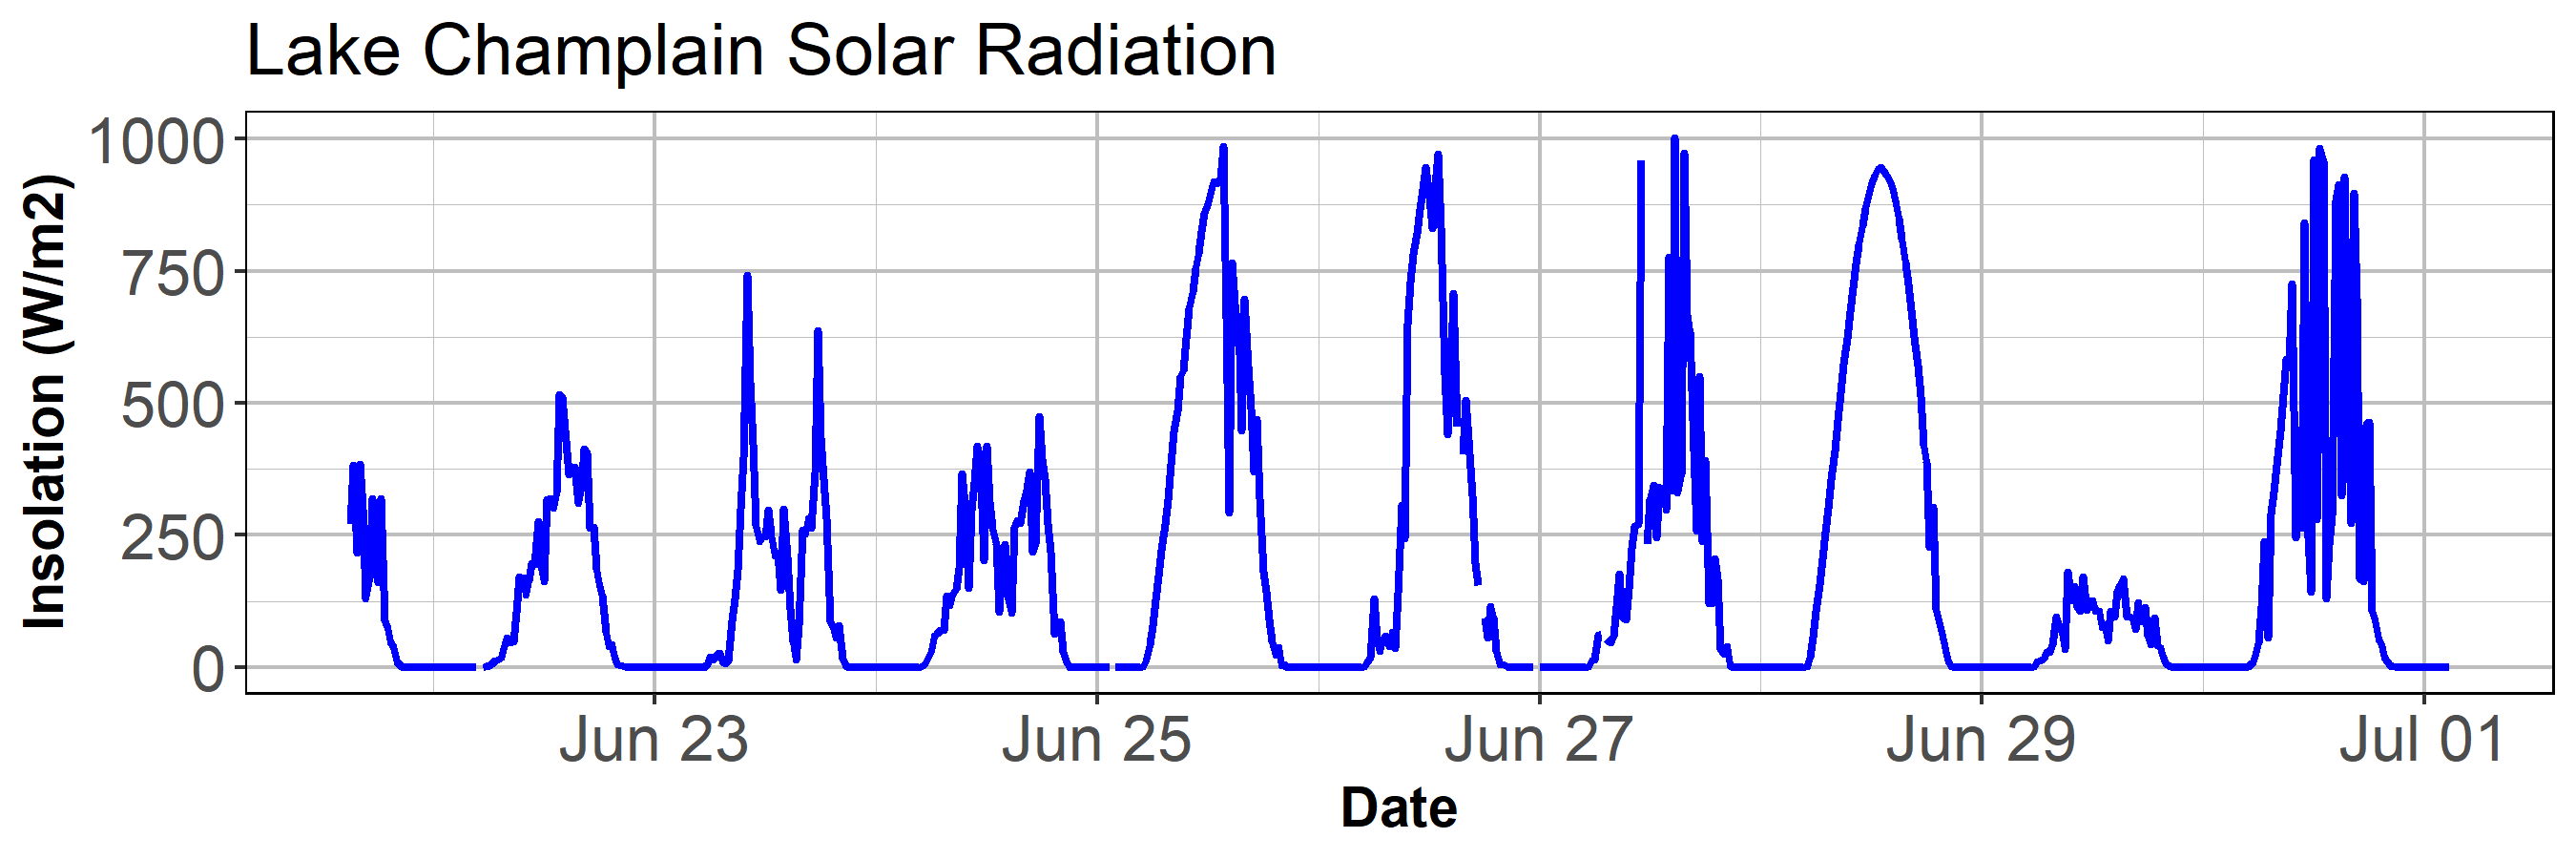 Lake Champlain Solar Radiation
1000
750
500
250
0
Insolation (W/m2)
Jun 23 Jun 25 Jun 27 Jun 29 Jul 01
Date